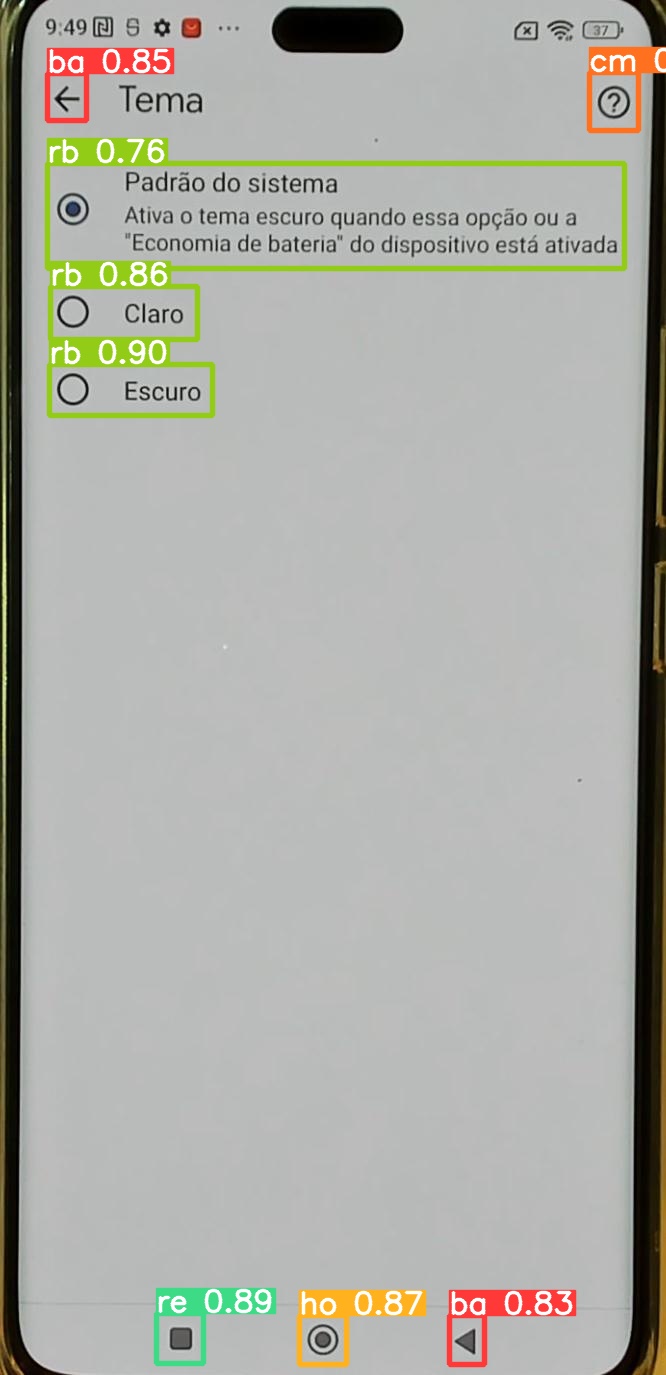 9:49 37
ba 0.85
cm
Tema
rb 0.76
Padrão do sistema
Ativa o tema escuro quando essa opção ou a
"Economia de bateria" do dispositivo está ativada
rb 0.86
Claro
rb 0.90
Escuro
re 0.89 ho 0.87 ba 0.83